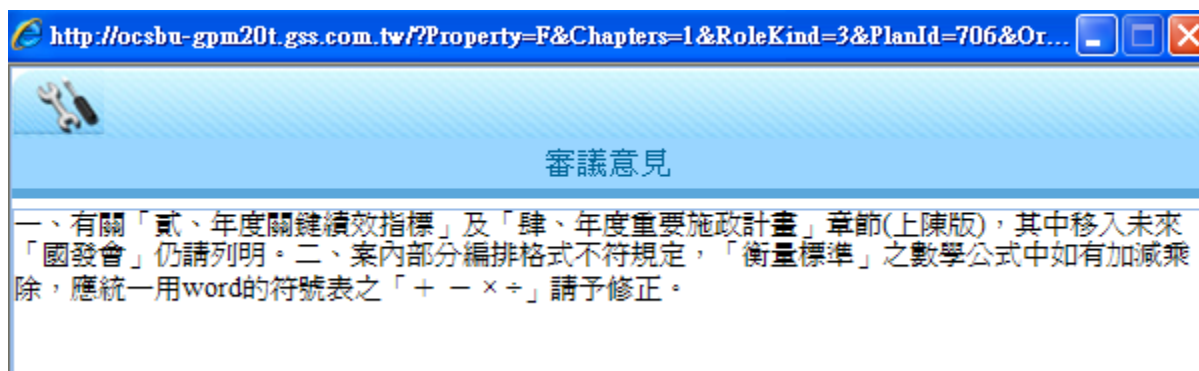 http://ocsbu-gpm20t.gss.com.tw/?Property=F&Chapters=1&RoleKind=3&PlanId=706&Or...
審議意見
一、有關「貳、年度關鍵績效指標」及「肆、年度重要施政計畫」章節(上陳版)，其中移入未來
「國發會」仍請列明。二、案內部分編排格式不符規定，「衡量標準」之數學公式中如有加減乘
除，應統一用word的符號表之「＋－×÷」請予修正。